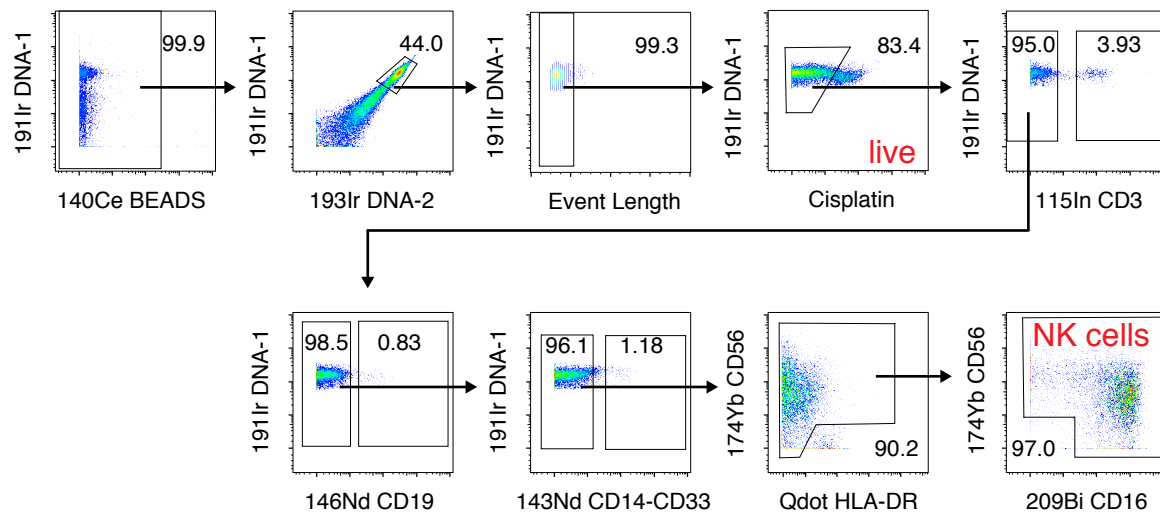 191Ir DNA-1
99.9
140Ce BEADS
191Ir DNA-1
44.0
193Ir DNA-2
191Ir DNA-1
99.3
Event Length
191Ir DNA-1
83.4
live
Cisplatin
191Ir DNA-1
95.0 3.93
115In CD3
191Ir DNA-1
98.5 0.83
146Nd CD19
191Ir DNA-1
96.1 1.18
143Nd CD14-CD33
174Yb CD56
90.2
Qdot HLA-DR
174Yb CD56
NK cells
97.0
209Bi CD16